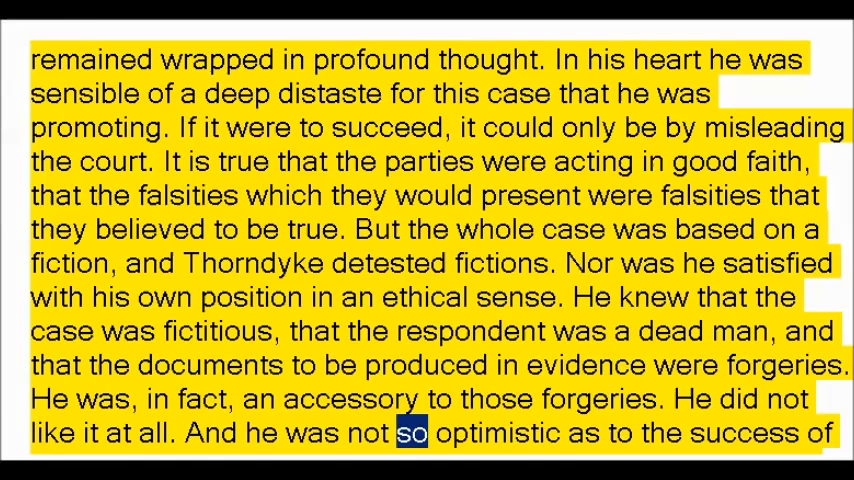 remained wrapped in profound thought. In his heart he was
sensible of a deep distaste for this case that he was
promoting. If it were to succeed, it could only be by misleading
the court. It is true that the parties were acting in good faith,
that the falsities which they would present were falsities that
they believed to be true. But the whole case was based on a
fiction, and Thorndyke detested fictions. Nor was he satisfied
with his own position in an ethical sense. He knew that the
case was fictitious, that the respondent was a dead man, and
that the documents to be produced in evidence were forgeries.
He was, in fact, an accessory to those forgeries. He did not
like it at all. And he was not so optimistic as to the success of